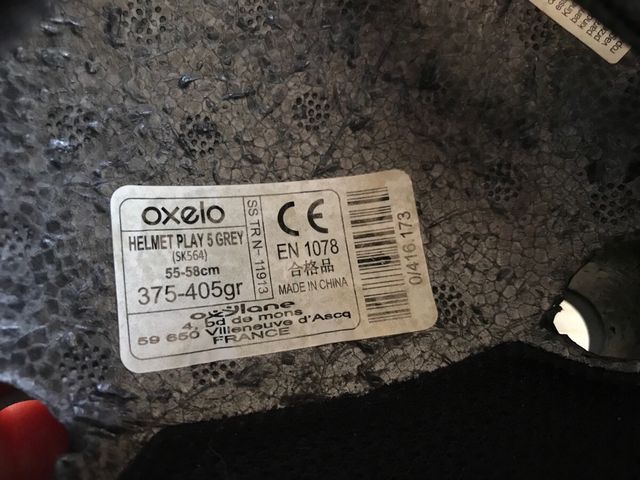 oxelo
HELMET PLAY 5 GREY
(SK564)
55-58cm
375-405gr
SS TR N- 11913
CE
EN 1078
合格品
MADE IN CHINA
0/416.173
oxylane
4, bd de mons
59 650 Villeneuve d'Ascq
FRANCE